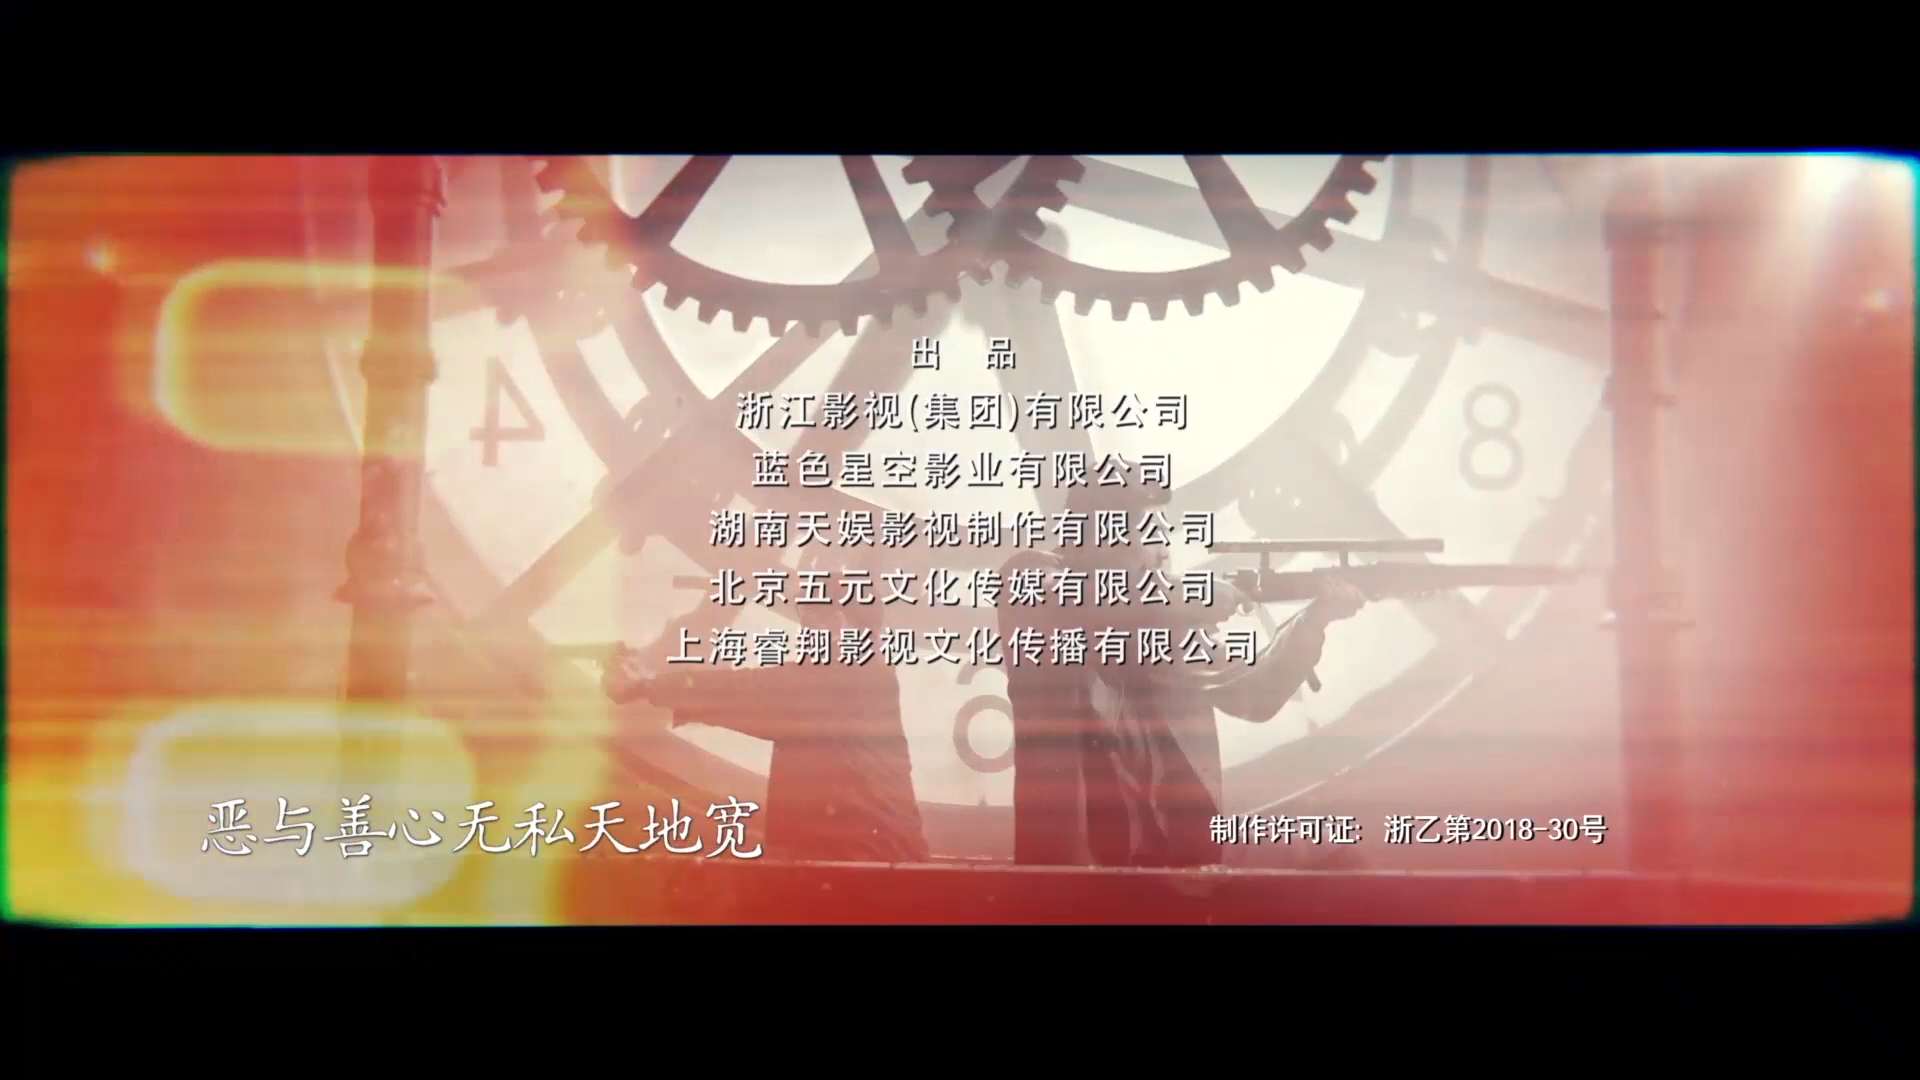 出 品
浙江影视(集团)有限公司
蓝色星空影业有限公司
湖南天娱影视制作有限公司
北京五元文化传媒有限公司
上海睿翔影视文化传播有限公司
恶与善心无私天地宽
制作许可证: 浙乙第2018-30号
4
8
6